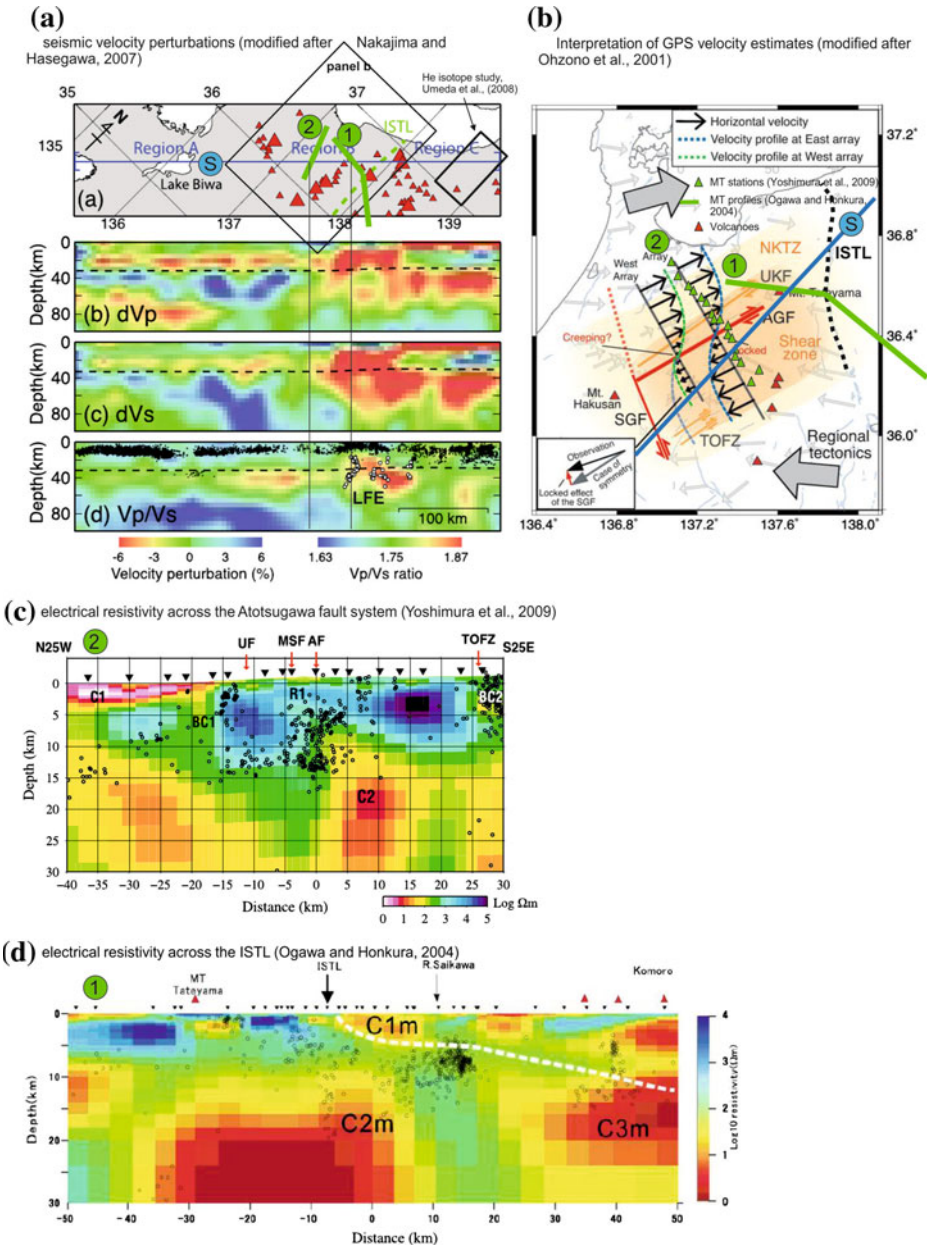 (a)
seismic velocity perturbations (modified after Nakajima and
Hasegawa, 2007)
panel b
He isotope study,
Umeda et al., (2008)
35
36
37
N
135
2
1
ISTL
Region A
S
Region B
Region C
Lake Biwa
(a)
136
137
138
139
Depth(km)
0
40
80
(b) dVp
Depth(km)
0
40
80
(c) dVs
Depth(km)
0
40
80
(d) Vp/Vs
LFE
100 km
-6 -3 0 3 6
Velocity perturbation (%)
1.63 1.75 1.87
Vp/Vs ratio
(b)
Interpretation of GPS velocity estimates (modified after
Ohzono et al., 2001)
Horizontal velocity
Velocity profile at East array
Velocity profile at West array
MT stations (Yoshimura et al., 2009)
MT profiles (Ogawa and Honkura,
2004)
Volcanoes
37.2˚
36.8˚
36.4˚
36.0˚
S
ISTL
2
Array
West
Array
1
NKTZ
UKF
AGF
Creeping?
Locked
Shear
zone
Mt.
Hakusan
SGF
TOFZ
Regional
tectonics
Observation
Case of
symmetry
Locked effect
of the SGF
136.4˚ 136.8˚ 137.2˚ 137.6˚ 138.0˚
(c) electrical resistivity across the Atotsugawa fault system (Yoshimura et al., 2009)
N25W
2
UF
MSF AF
TOFZ
S25E
Depth (km)
0
5
10
15
20
25
30
C1
BC1
R1
C2
BC2
−40 −35 −30 −25 −20 −15 −10 −5 0 5 10 15 20 25 30
Distance (km)
0 1 2 3 4 5
Log Ωm
(d) electrical resistivity across the ISTL (Ogawa and Honkura, 2004)
1
MT
Tateyama
ISTL
R.Saikawa
Komoro
Depth(km)
0
10
20
30
C1m
C2m
C3m
-50 -40 -30 -20 -10 0 10 20 30 40 50
Distance (km)
4
3
2
1
0
Log10 resistivity(Ωm)